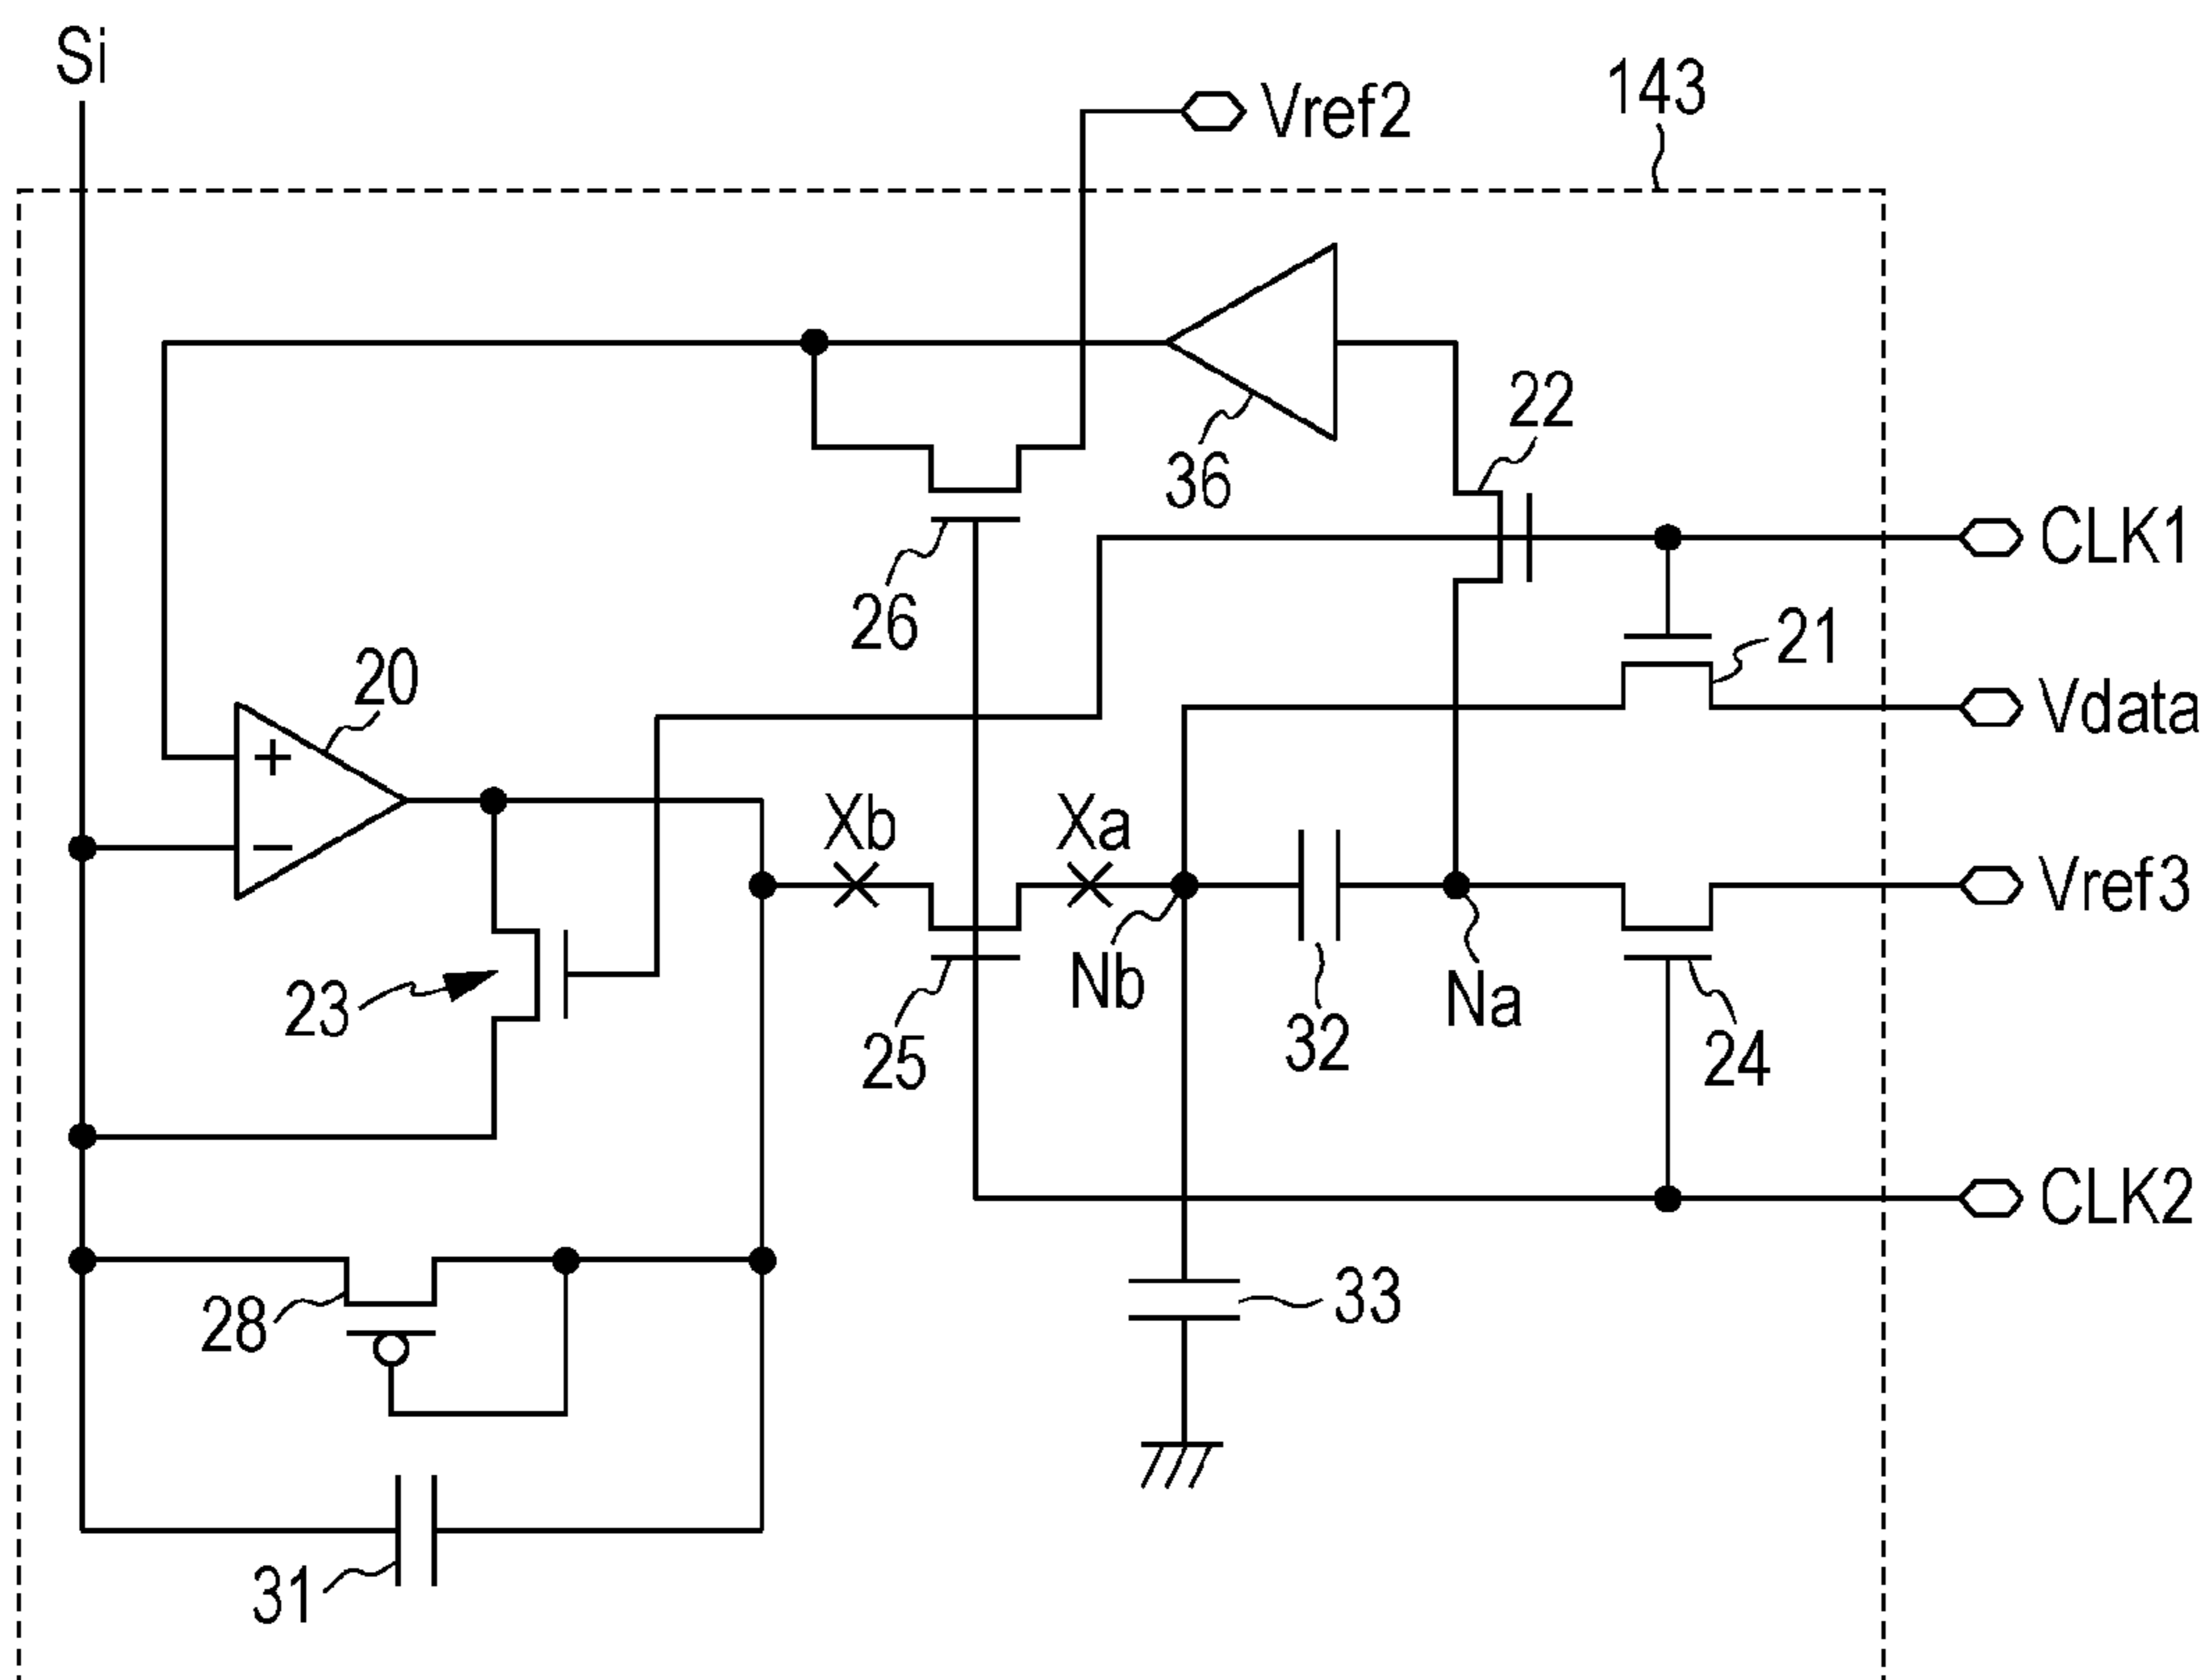 Si
Vref2
143
36
22
CLK1
26
21
20
Vdata
+
−
Xb
Xa
Vref3
23
Nb
Na
25
32
24
CLK2
28
33
31